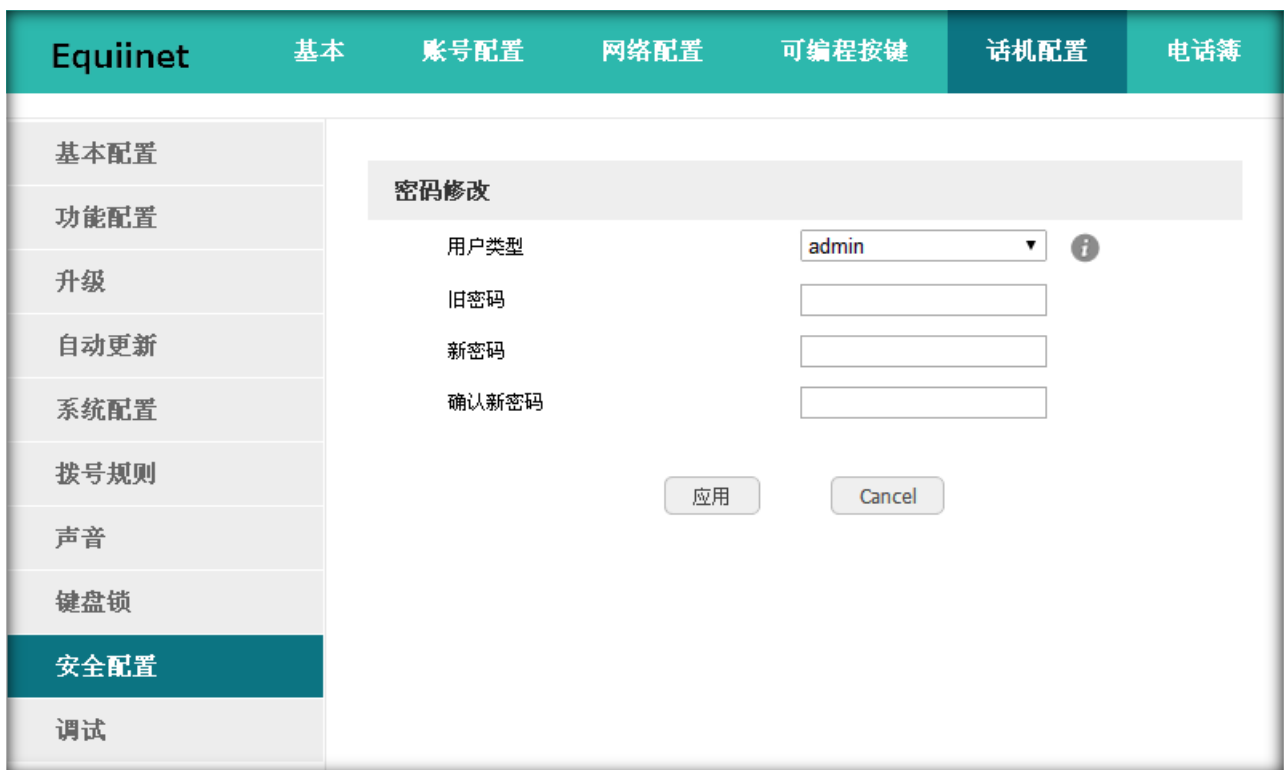 Equiinet 基本 账号配置 网络配置 可编程按键 话机配置 电话簿
基本配置
功能配置
升级
自动更新
系统配置
拨号规则
声音
键盘锁
安全配置
调试
密码修改
用户类型 admin
旧密码
新密码
确认新密码
应用 Cancel